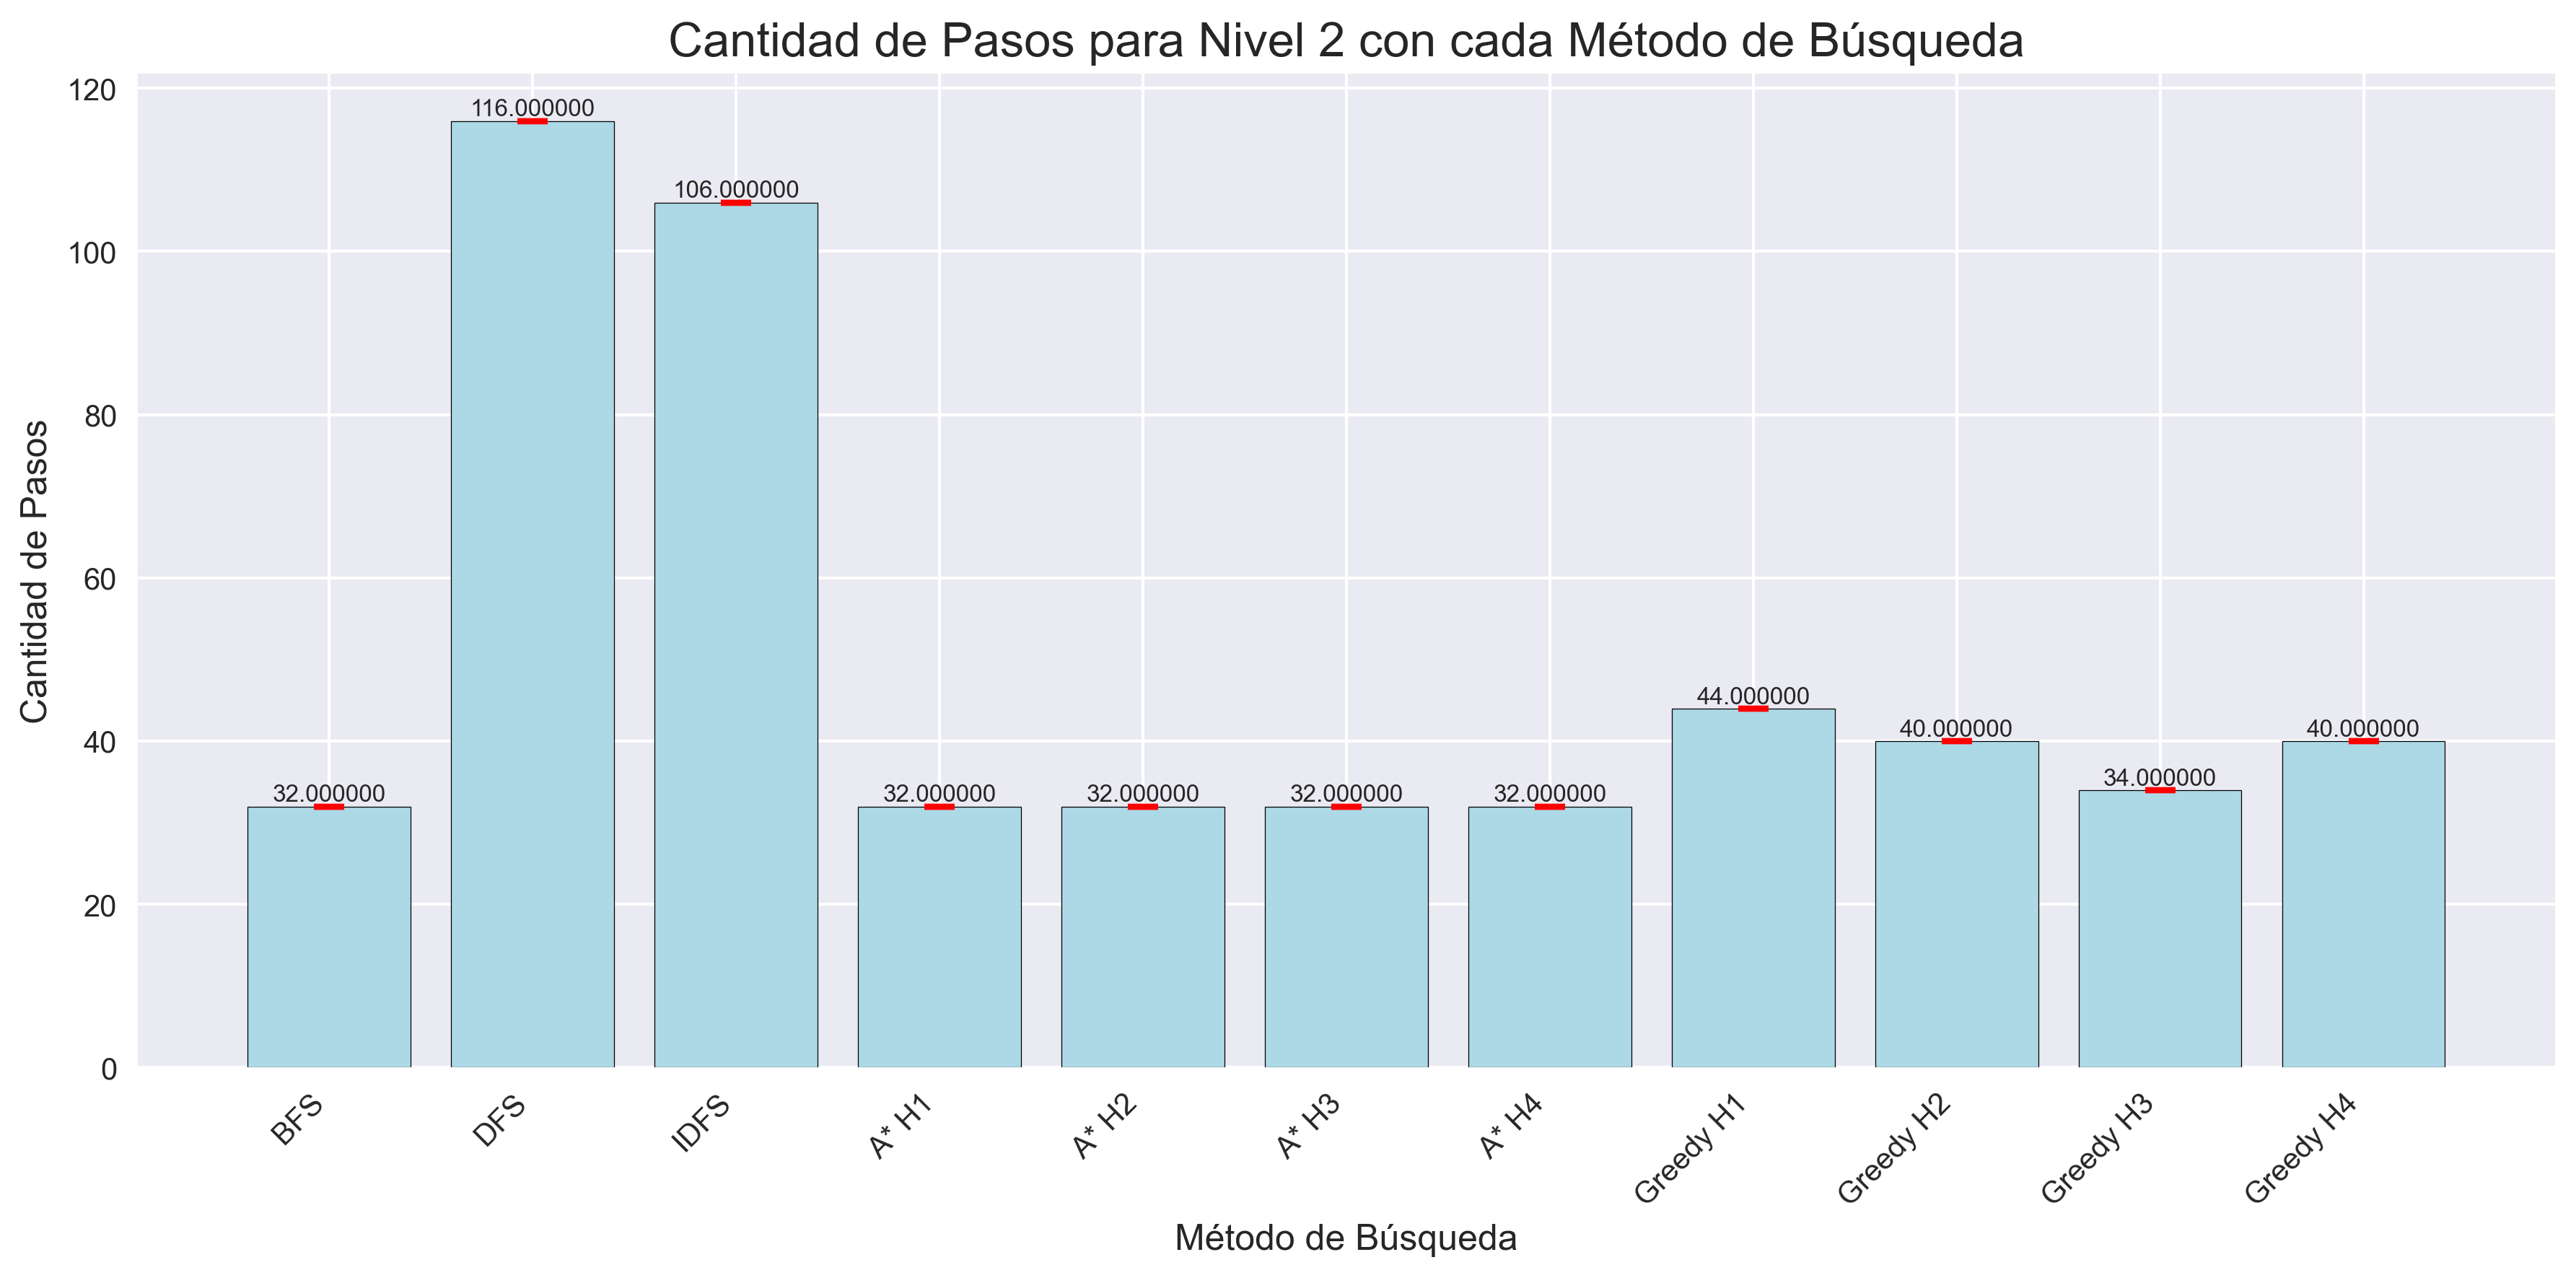 Cantidad de Pasos para Nivel 2 con cada Método de Búsqueda
Cantidad de Pasos
120
100
80
60
40
20
0
32.000000
116.000000
106.000000
32.000000
32.000000
32.000000
32.000000
44.000000
40.000000
34.000000
40.000000
BFS
DFS
IDFS
A* H1
A* H2
A* H3
A* H4
Greedy H1
Greedy H2
Greedy H3
Greedy H4
Método de Búsqueda